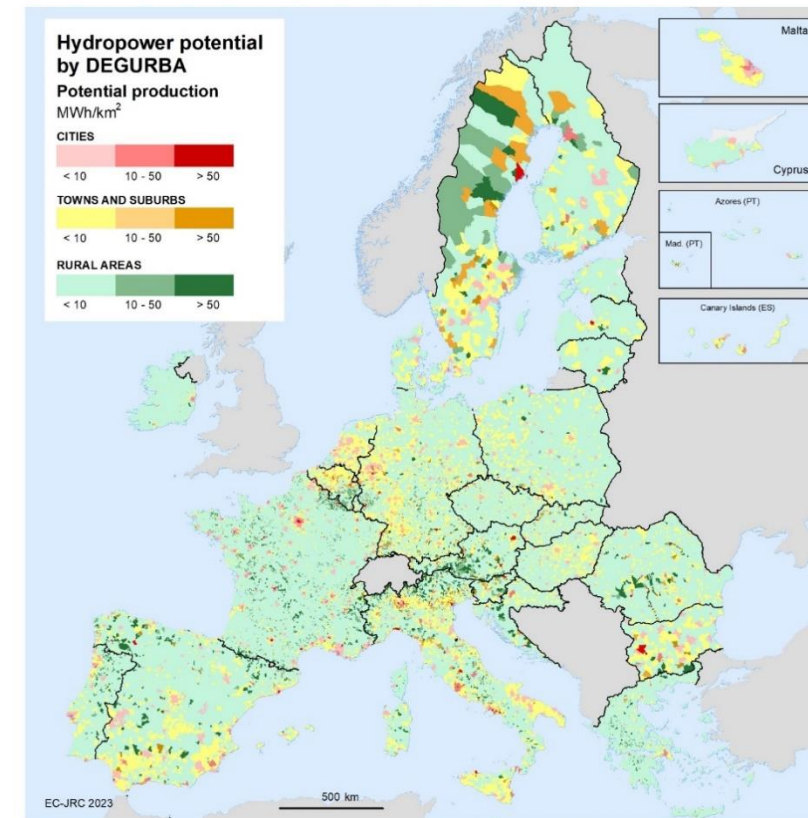 Hydropower potential
by DEGURBA
Potential production
MWh/km²
CITIES
< 10 10 - 50 > 50
TOWNS AND SUBURBS
< 10 10 - 50 > 50
RURAL AREAS
< 10 10 - 50 > 50
Malta
Cyprus
Azores (PT)
Mad. (PT)
Canary Islands (ES)
EC-JRC 2023
500 km